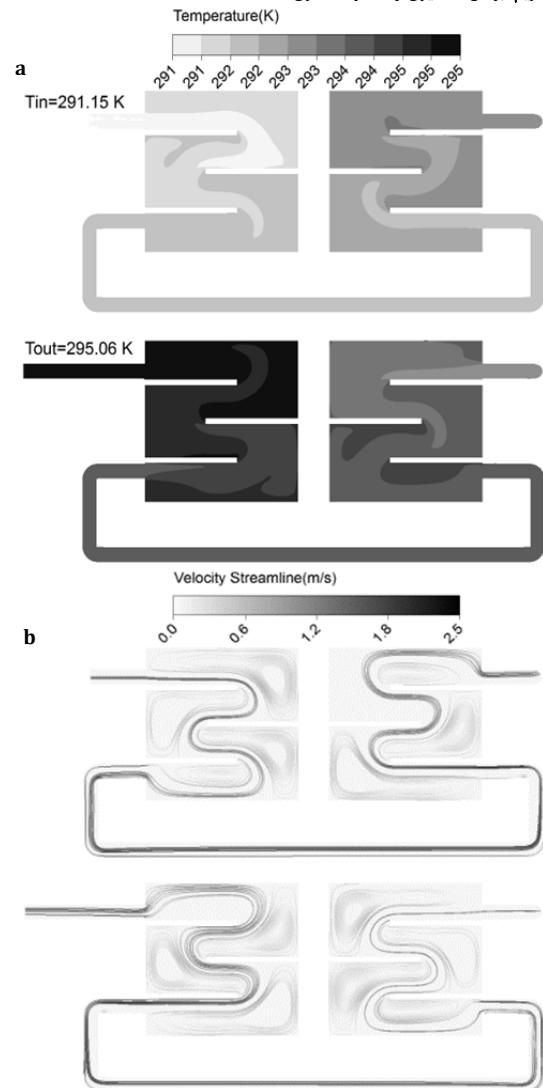 Temperature(K)
a
291 291 292 292 293 293 294 294 295 295 295
Tin=291.15 K
Tout=295.06 K
Velocity Streamline(m/s)
0.0 0.6 1.2 1.8 2.5
b